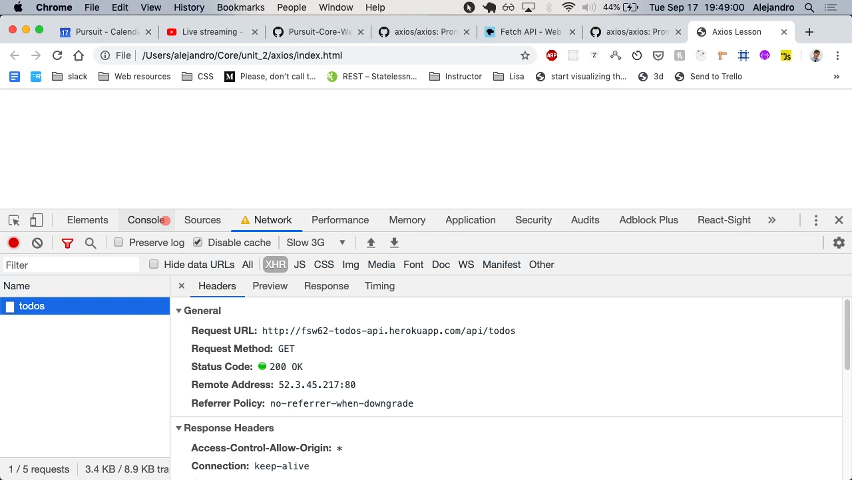 Chrome File Edit View History Bookmarks People Window Help 44% Tue Sep 17 19:49:00 Alejandro
Pursuit - Calenda Live streaming - Pursuit-Core-We axios/axios: Pron Fetch API - Web axios/axios: Pron Axios Lesson
File /Users/alejandro/Core/unit_2/axios/index.html
slack Web resources CSS Please, don't call t... REST – Statelessn... Instructor Lisa start visualizing th... 3d Send to Trello »
Elements Console Sources Network Performance Memory Application Security Audits Adblock Plus React-Sight »
Preserve log Disable cache Slow 3G
Filter Hide data URLs All XHR JS CSS Img Media Font Doc WS Manifest Other
Name Headers Preview Response Timing
todos
General
Request URL: http://fsw62-todos-api.herokuapp.com/api/todos
Request Method: GET
Status Code: 200 OK
Remote Address: 52.3.45.217:80
Referrer Policy: no-referrer-when-downgrade
Response Headers
Access-Control-Allow-Origin: *
Connection: keep-alive
1 / 5 requests 3.4 KB / 8.9 KB tra